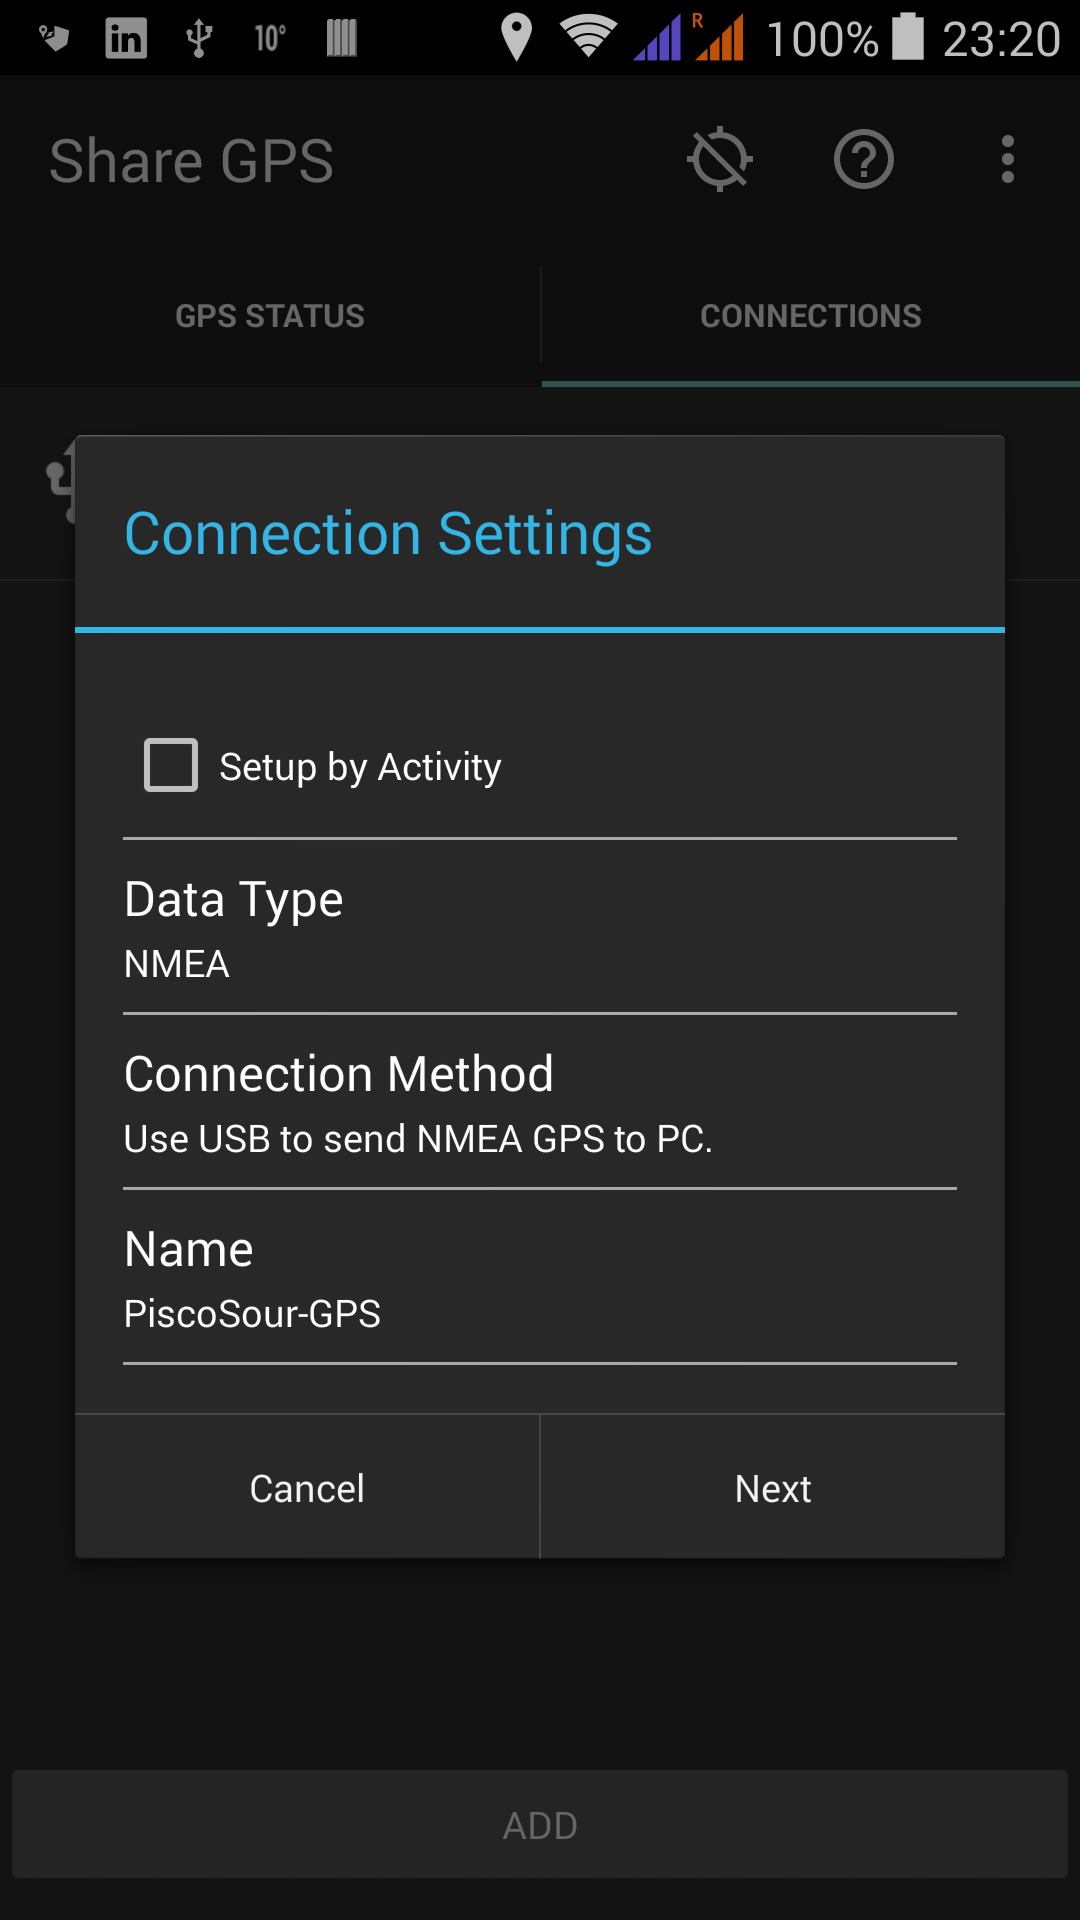 in 10° R 100% 23:20
Share GPS
GPS STATUS CONNECTIONS
Connection Settings
Setup by Activity
Data Type
NMEA
Connection Method
Use USB to send NMEA GPS to PC.
Name
PiscoSour-GPS
Cancel Next
ADD